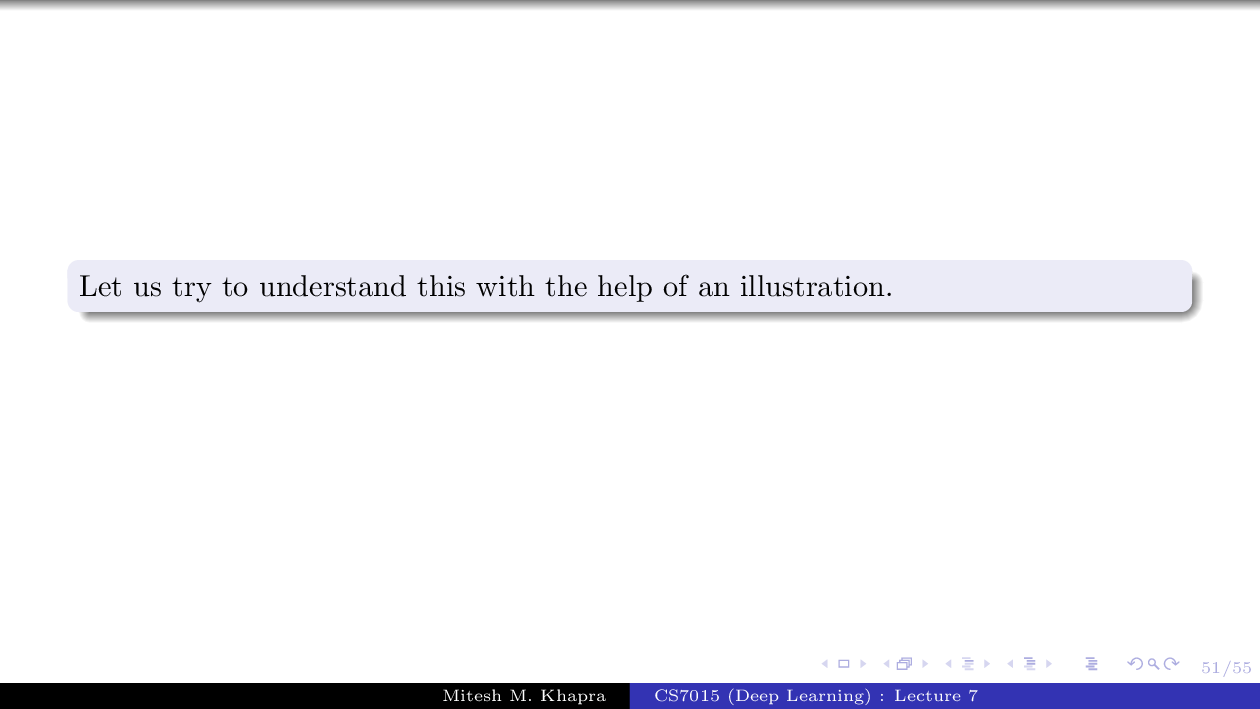 Let us try to understand this with the help of an illustration.
51/55
Mitesh M. Khapra
CS7015 (Deep Learning) : Lecture 7